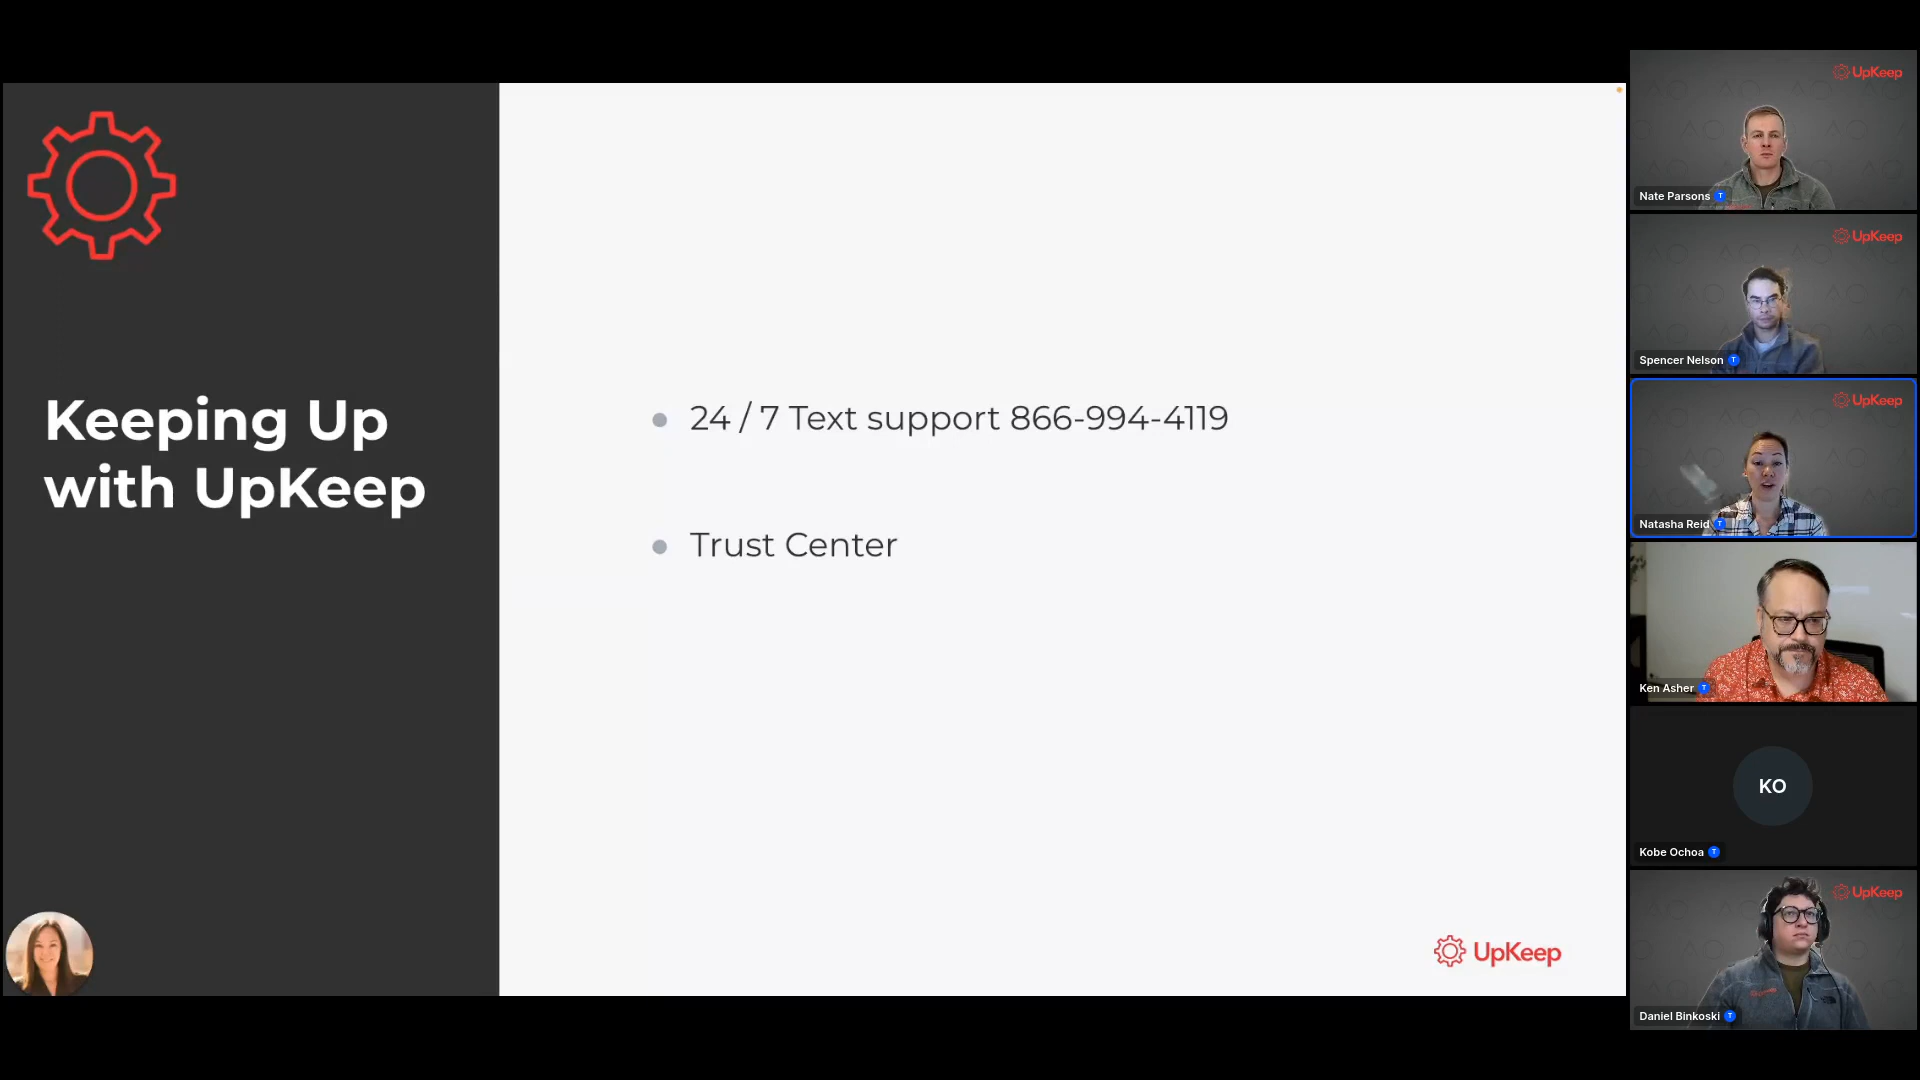 Keeping Up
with UpKeep
24 / 7 Text support 866-994-4119
Trust Center
UpKeep
UpKeep
Nate Parsons T
UpKeep
Spencer Nelson T
UpKeep
Natasha Reid T
Ken Asher T
KO
Kobe Ochoa T
UpKeep
Daniel Binkoski T